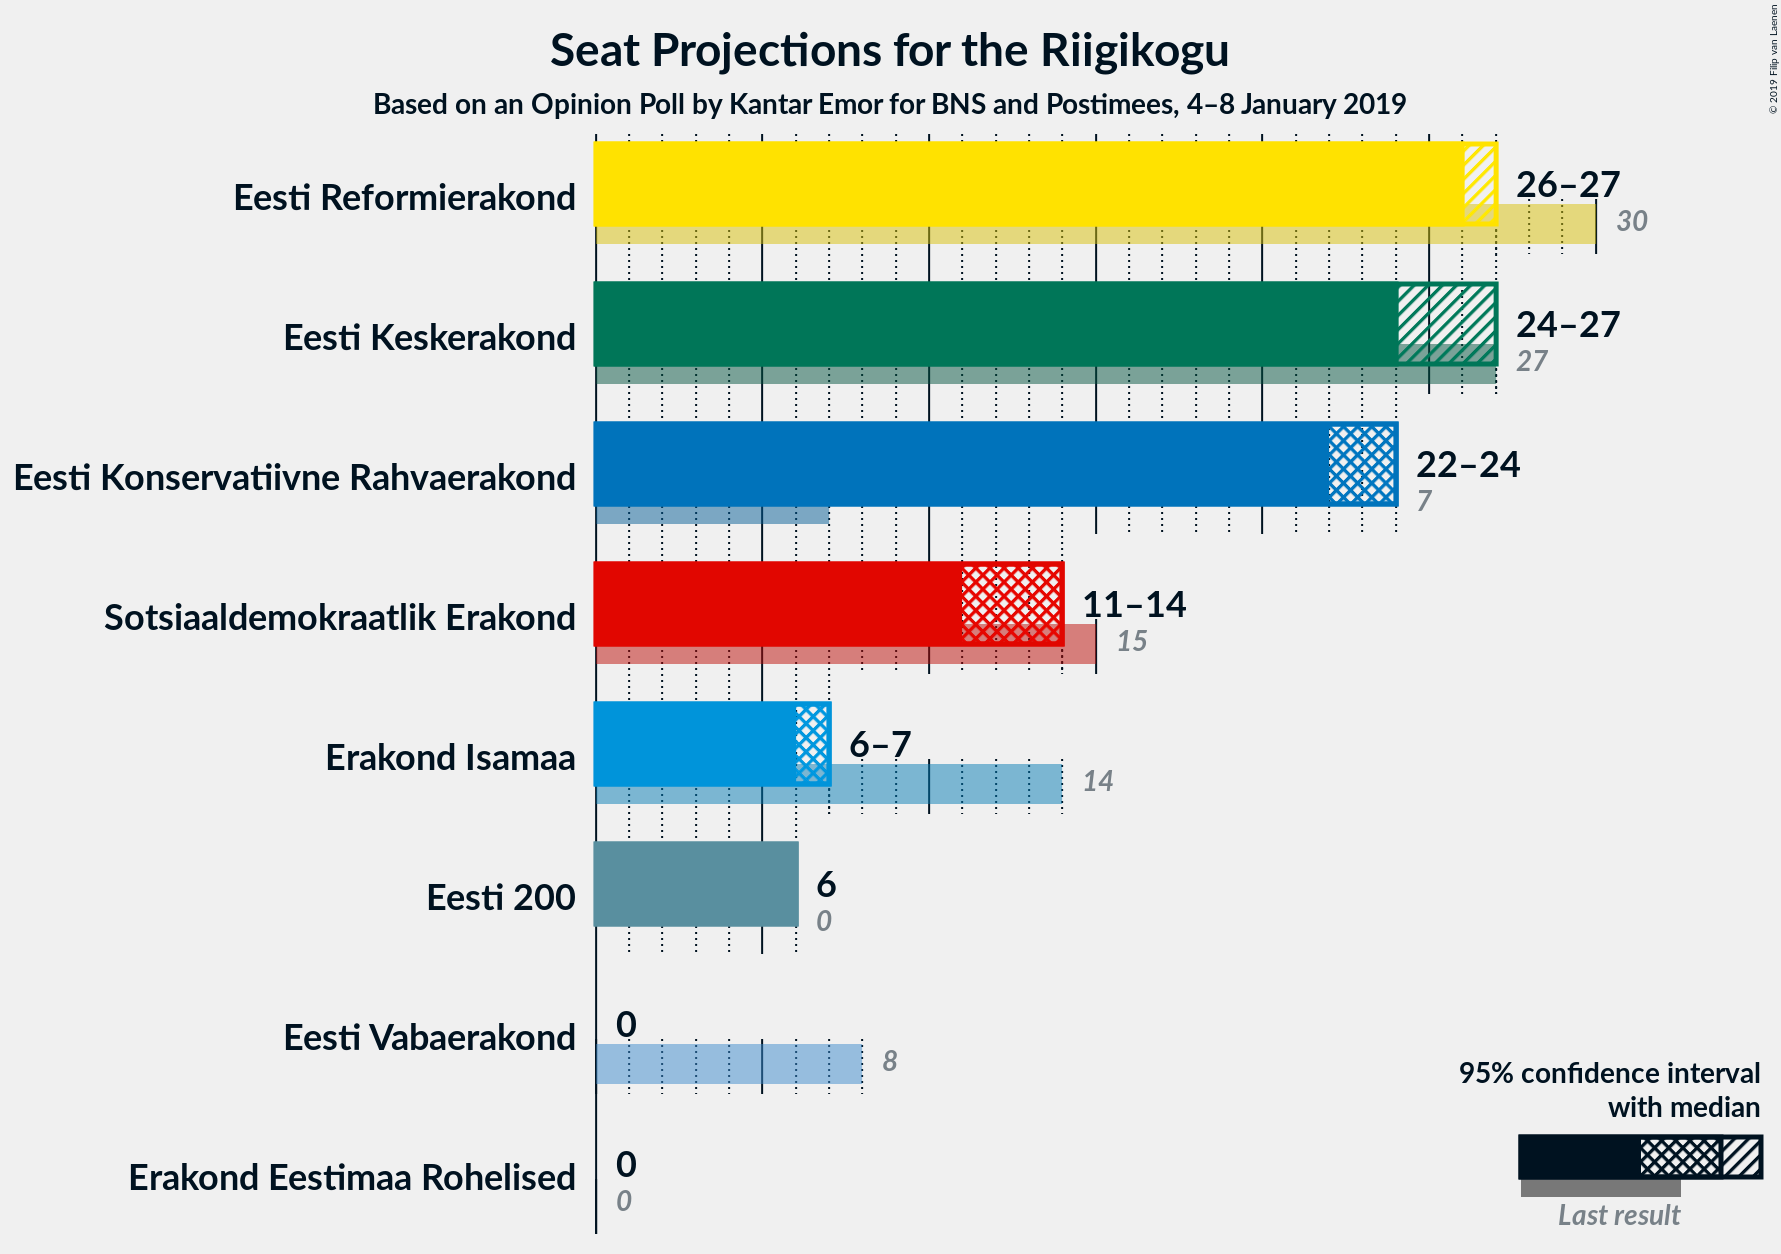 Seat Projections for the Riigikogu
Based on an Opinion Poll by Kantar Emor for BNS and Postimees, 4–8 January 2019
© 2019 Filip van Laenen
Eesti Reformierakond
26–27
30
Eesti Keskerakond
24–27
27
Eesti Konservatiivne Rahvaerakond
22–24
7
Sotsiaaldemokraatlik Erakond
11–14
15
Erakond Isamaa
6–7
14
Eesti 200
6
0
Eesti Vabaerakond
0
8
Erakond Eestimaa Rohelised
0
0
95% confidence interval
with median
Last result